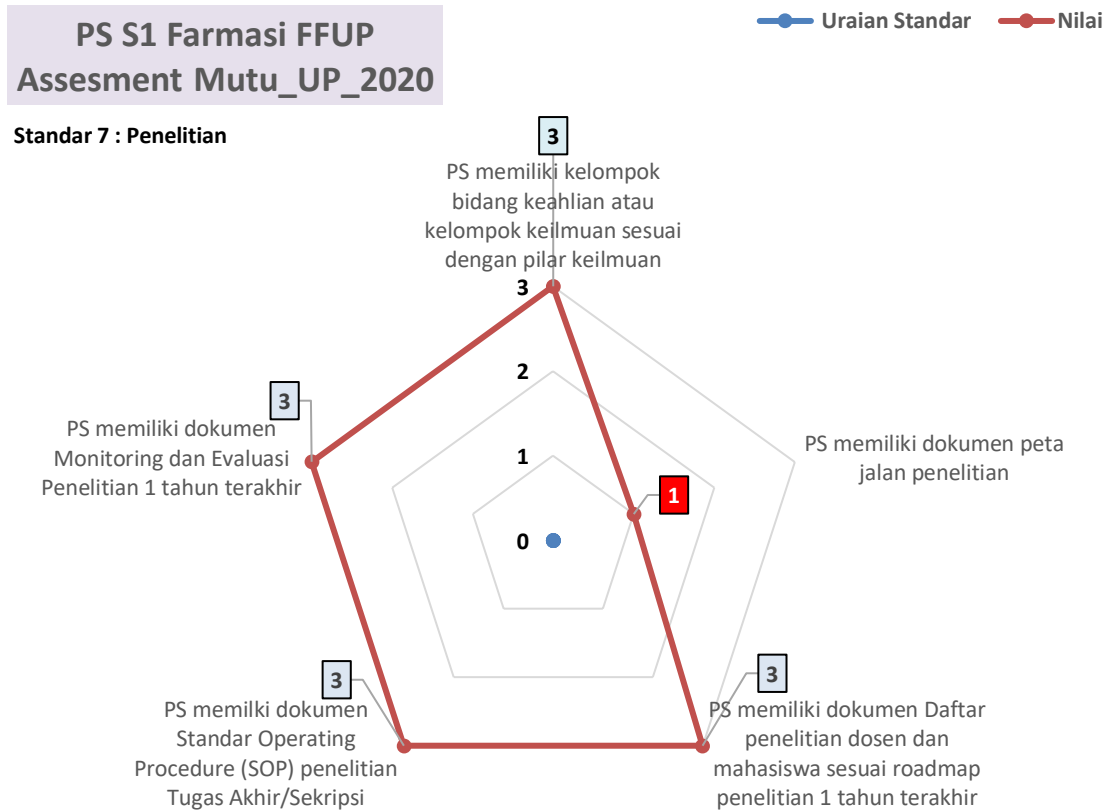 PS S1 Farmasi FFUP
Assesment Mutu_UP_2020
Uraian Standar
Nilai
Standar 7 : Penelitian
3
PS memiliki kelompok
bidang keahlian atau
kelompok keilmuan sesuai
dengan pilar keilmuan
3
2
1
0
PS memiliki dokumen peta
jalan penelitian
1
3
PS memiliki dokumen Daftar
penelitian dosen dan
mahasiswa sesuai roadmap
penelitian 1 tahun terakhir
3
PS memilki dokumen
Standar Operating
Procedure (SOP) penelitian
Tugas Akhir/Sekripsi
3
PS memiliki dokumen
Monitoring dan Evaluasi
Penelitian 1 tahun terakhir